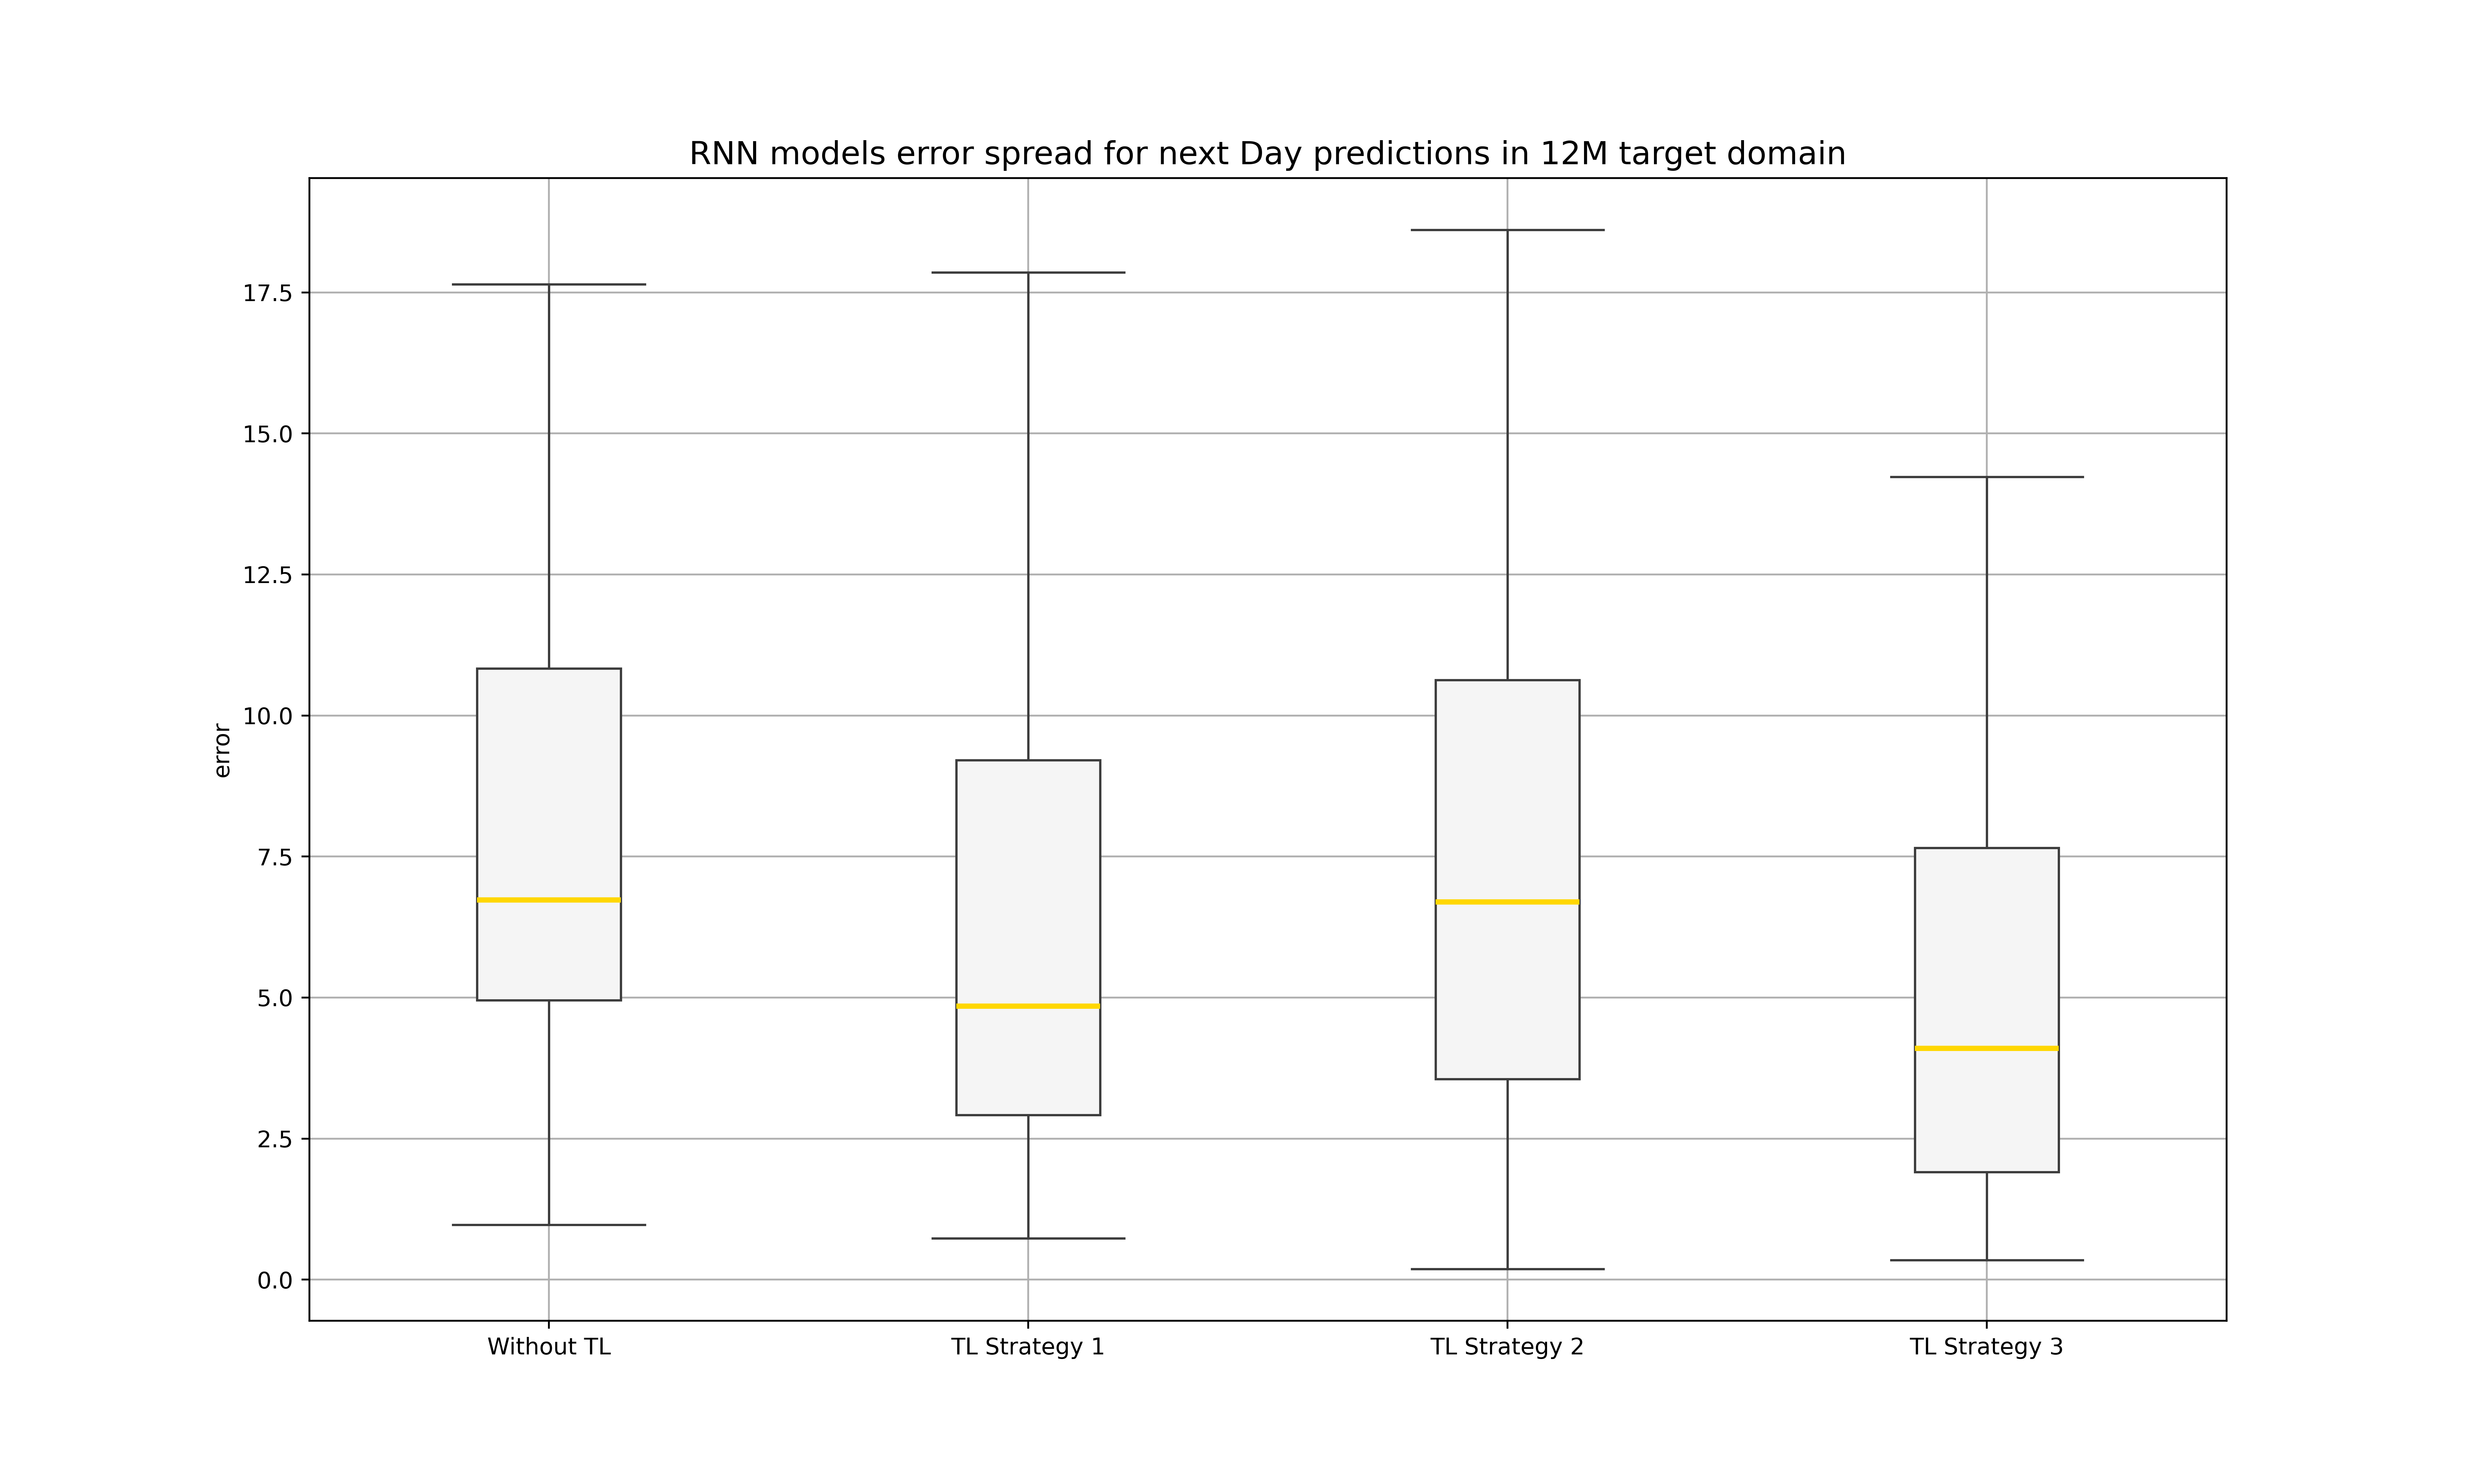 RNN models error spread for next Day predictions in 12M target domain
17.5
15.0
12.5
10.0
7.5
5.0
2.5
0.0
error
Without TL
TL Strategy 1
TL Strategy 2
TL Strategy 3